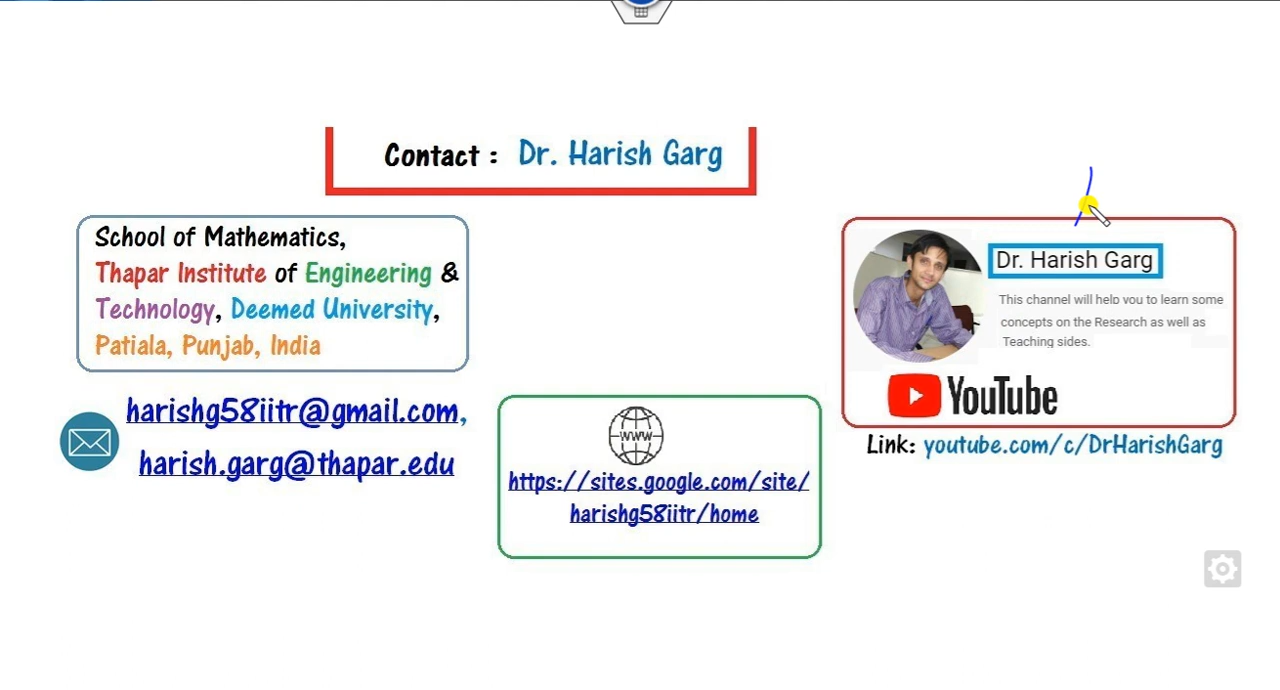 Contact : Dr. Harish Garg
School of Mathematics,
Thapar Institute of Engineering &
Technology, Deemed University,
Patiala, Punjab, India
harishg58iitr@gmail.com,
harish.garg@thapar.edu
WWW
https://sites.google.com/site/
harishg58iitr/home
Dr. Harish Garg
This channel will help you to learn some
concepts on the Research as well as
Teaching sides.
YouTube
Link: youtube.com/c/DrHarishGarg